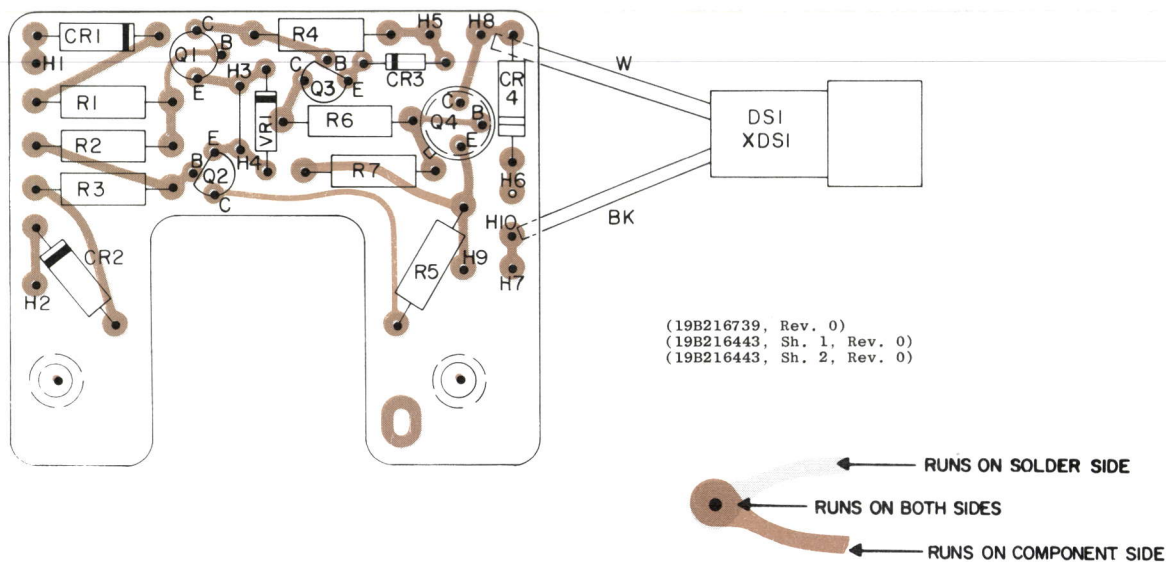 CR1
C
Q1
B
E
R4
H5
H8
H1
H3
C
B
Q3
E
CR3
CR
4
W
R1
VR1
R6
C
Q4
B
E
DS1
XDS1
R2
E
H4
B
Q2
C
R7
R3
H6
H10
BK
CR2
R5
H9
H7
H2
(19B216739, Rev. 0)
(19B216443, Sh. 1, Rev. 0)
(19B216443, Sh. 2, Rev. 0)
0
RUNS ON SOLDER SIDE
RUNS ON BOTH SIDES
RUNS ON COMPONENT SIDE